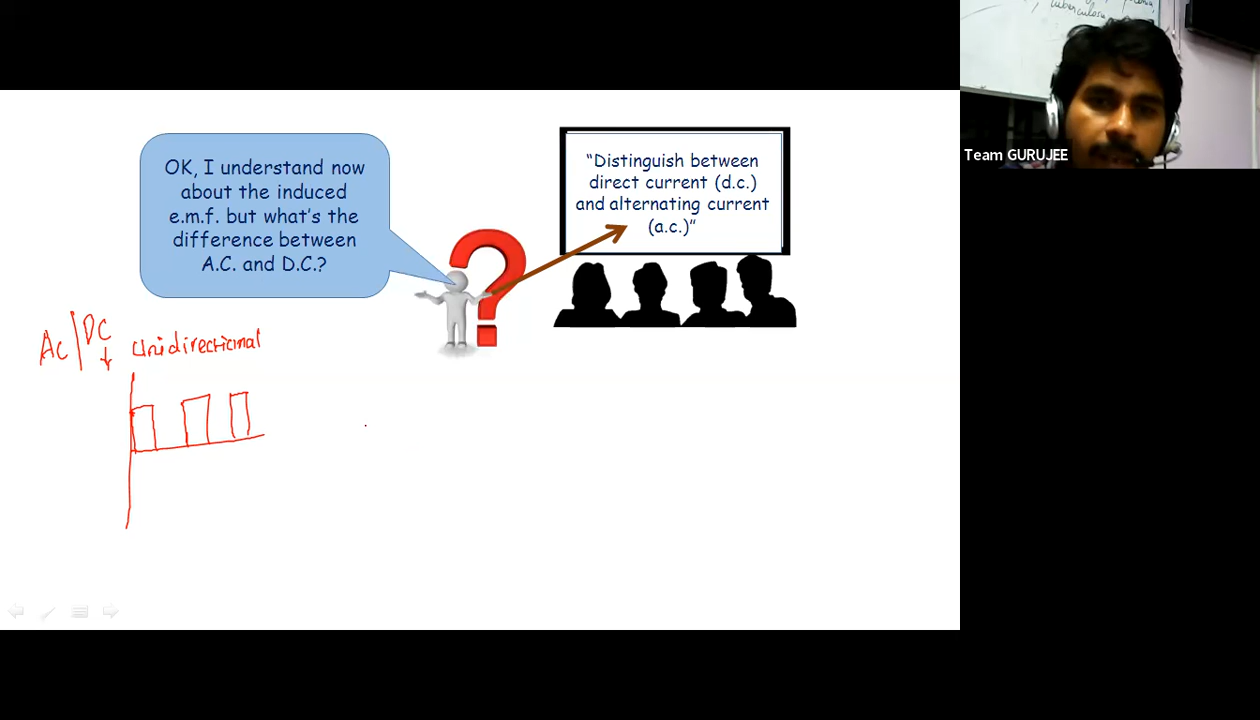 tuberculosis
Team GURUJEE
OK, I understand now
about the induced
e.m.f. but what's the
difference between
A.C. and D.C.?
“Distinguish between
direct current (d.c.)
and alternating current
(a.c.)”
AC | DC
Unidirectional